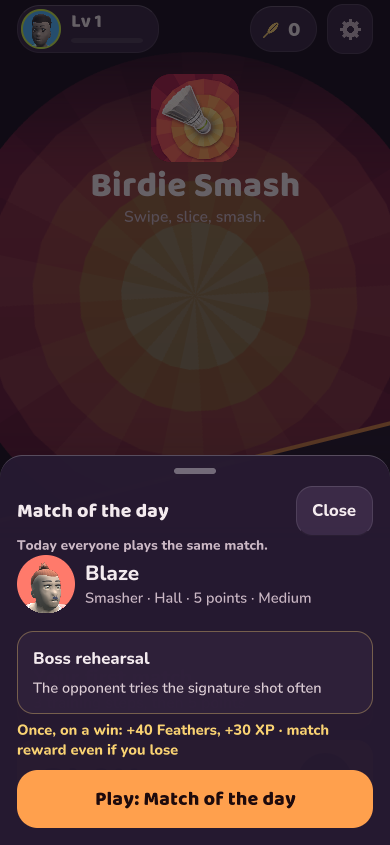 Lv 1
0
Birdie Smash
Swipe, slice, smash.
Match of the day
Close
Today everyone plays the same match.
Blaze
Smasher · Hall · 5 points · Medium
Boss rehearsal
The opponent tries the signature shot often
Once, on a win: +40 Feathers, +30 XP · match
reward even if you lose
Play: Match of the day